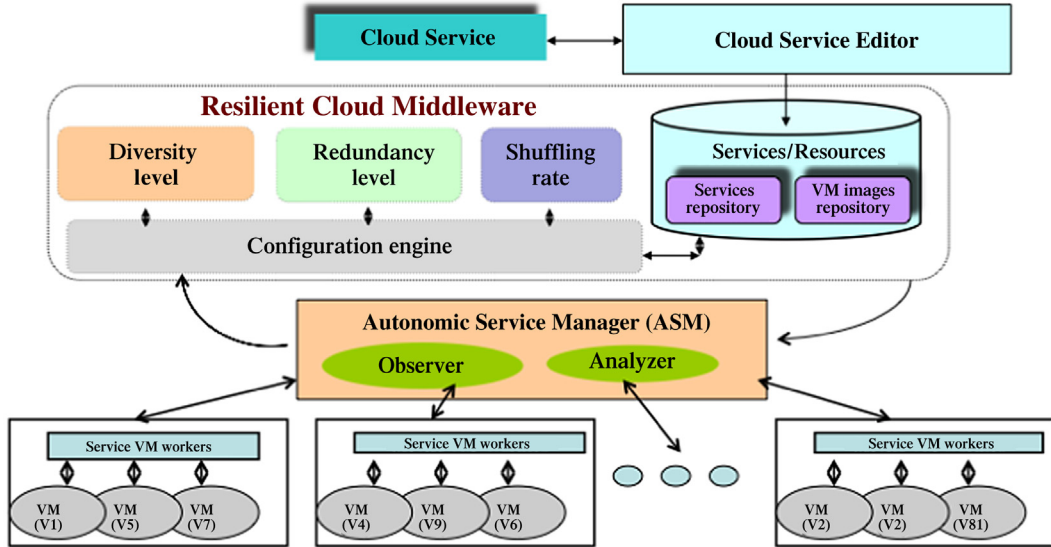 Cloud Service
Cloud Service Editor
Resilient Cloud Middleware
Diversity
level
Redundancy
level
Shuffling
rate
Services/Resources
Services
repository
VM images
repository
Configuration engine
Autonomic Service Manager (ASM)
Observer
Analyzer
Service VM workers
VM
(V1)
VM
(V5)
VM
(V7)
Service VM workers
VM
(V4)
VM
(V9)
VM
(V6)
Service VM workers
VM
(V2)
VM
(V2)
VM
(V81)